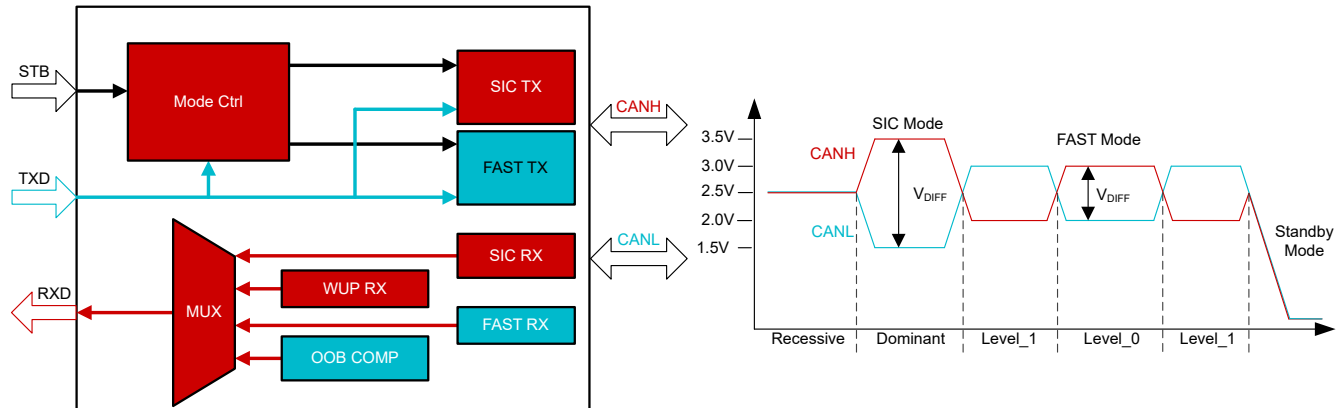 STB
Mode Ctrl
SIC TX
FAST TX
TXD
SIC RX
WUP RX
RXD
MUX
FAST RX
OOB COMP
CANH
CANL
SIC Mode
FAST Mode
3.5V
3.0V
2.5V
2.0V
1.5V
CANH
CANL
VDIFF
VDIFF
Standby
Mode
Recessive
Dominant
Level_1
Level_0
Level_1